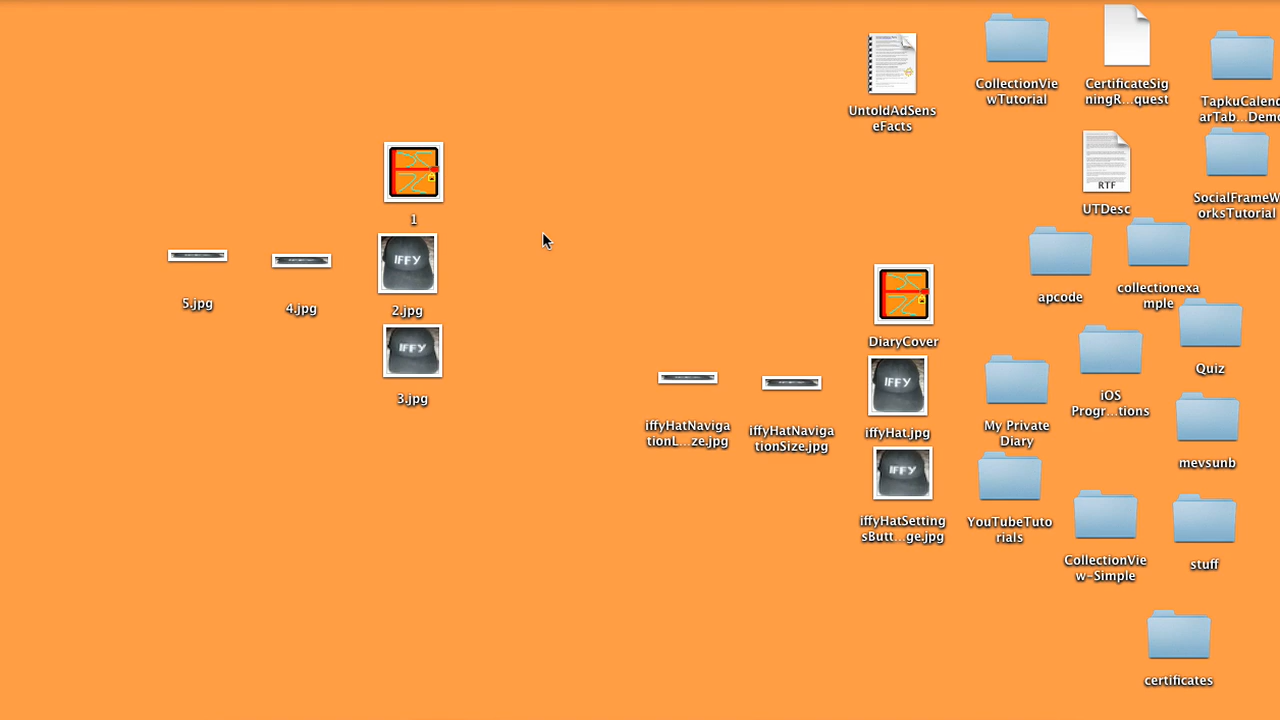 UntoldAdSens
eFacts
CollectionVie
wTutorial
CertificateSig
ningR...quest
TapkuCalend
arTab...Demo
RTF
UTDesc
SocialFrameW
orksTutorial
1
IFFY
2.jpg
IFFY
3.jpg
5.jpg
4.jpg
apcode
collectionexa
mple
DiaryCover
Quiz
iOS
Progr...tions
iffyHatNaviga
tionL...ze.jpg
iffyHatNaviga
tionSize.jpg
IFFY
iffyHat.jpg
My Private
Diary
mevsunb
IFFY
iffyHatSetting
sButt...ge.jpg
YouTubeTuto
rials
CollectionVie
w-Simple
stuff
certificates